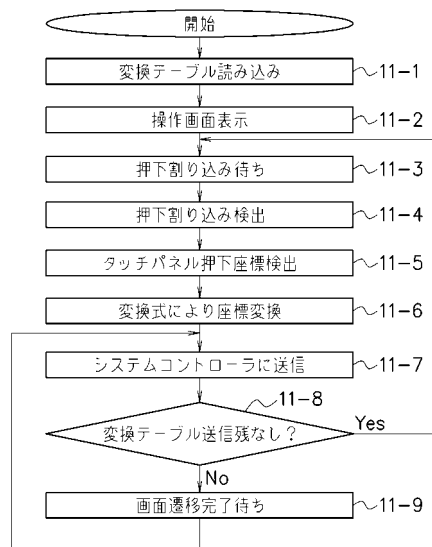 開始
変換テーブル読み込み 11-1
操作画面表示 11-2
押下割り込み待ち 11-3
押下割り込み検出 11-4
タッチパネル押下座標検出 11-5
変換式により座標変換 11-6
システムコントローラに送信 11-7
11-8
変換テーブル送信残なし? Yes
No
画面遷移完了待ち 11-9